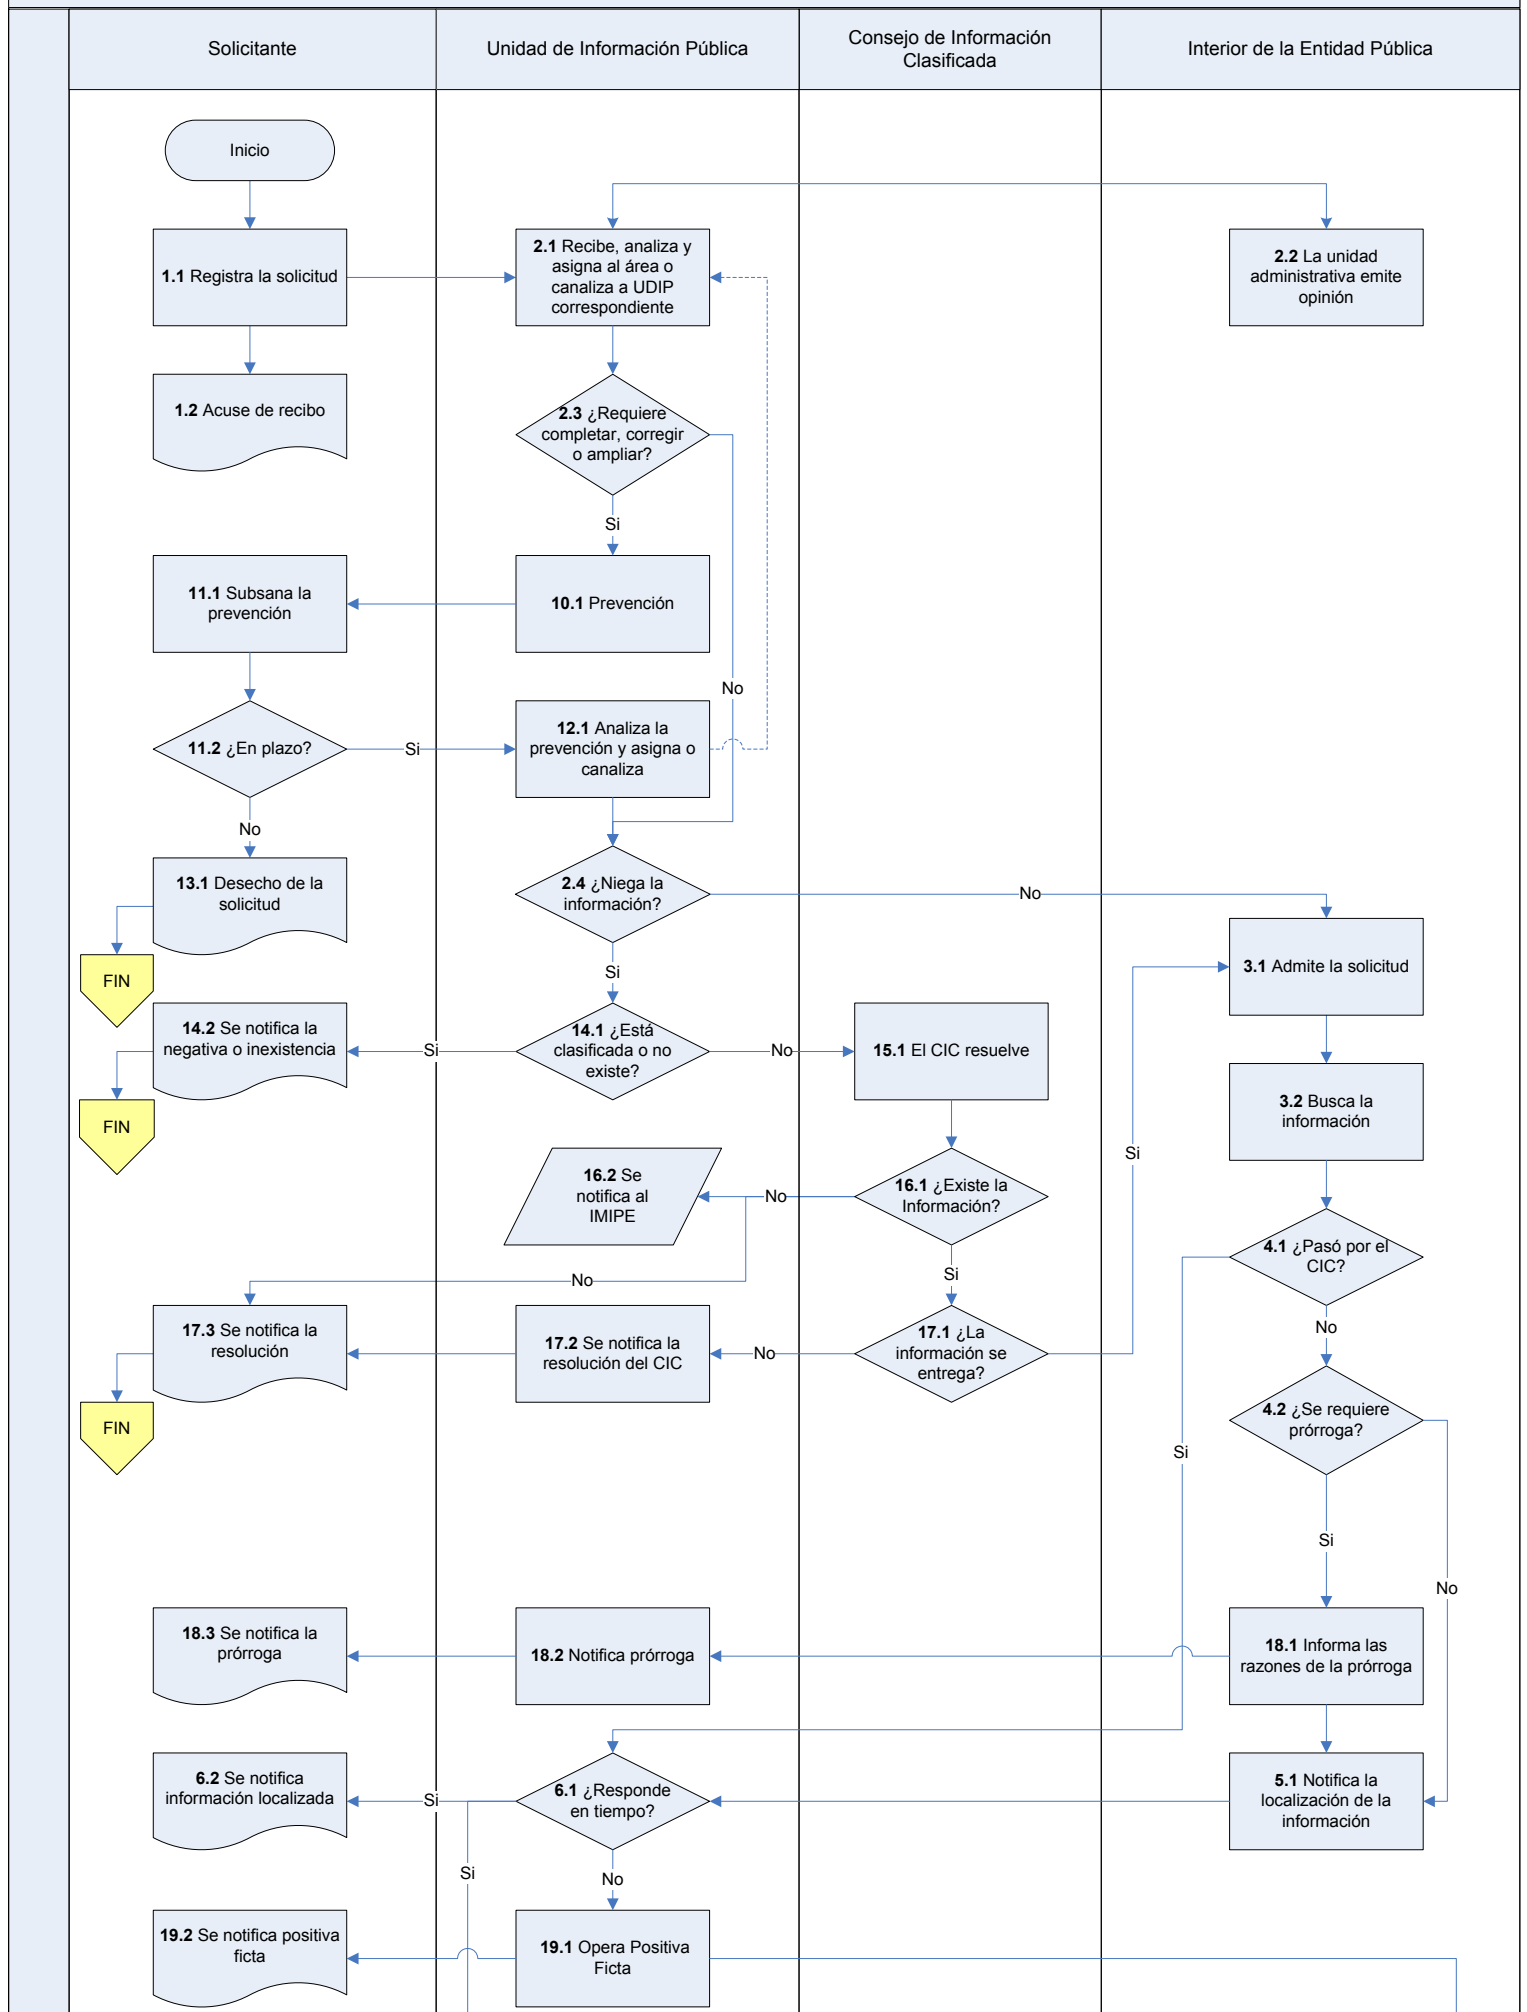 Solicitante
Unidad de Información Pública
Consejo de Información
Clasificada
Interior de la Entidad Pública
Inicio
1.1 Registra la solicitud
2.1 Recibe, analiza y
asigna al área o
canaliza a UDIP
correspondiente
2.2 La unidad
administrativa emite
opinión
1.2 Acuse de recibo
2.3 ¿Requiere
completar, corregir
o ampliar?
Si
11.1 Subsana la
prevención
10.1 Prevención
No
11.2 ¿En plazo?
Si
12.1 Analiza la
prevención y asigna o
canaliza
No
13.1 Desecho de la
solicitud
2.4 ¿Niega la
información?
No
FIN
Si
3.1 Admite la solicitud
14.2 Se notifica la
negativa o inexistencia
Si
14.1 ¿Está
clasificada o no
existe?
No
15.1 El CIC resuelve
FIN
3.2 Busca la
información
Si
16.2 Se
notifica al
IMIPE
No
16.1 ¿Existe la
Información?
4.1 ¿Pasó por el
CIC?
No
Si
No
17.3 Se notifica la
resolución
17.2 Se notifica la
resolución del CIC
No
17.1 ¿La
información se
entrega?
FIN
4.2 ¿Se requiere
prórroga?
Si
Si
No
18.3 Se notifica la
prórroga
18.2 Notifica prórroga
18.1 Informa las
razones de la prórroga
6.2 Se notifica
información localizada
Si
6.1 ¿Responde
en tiempo?
5.1 Notifica la
localización de la
información
Si
No
19.2 Se notifica positiva
ficta
19.1 Opera Positiva
Ficta